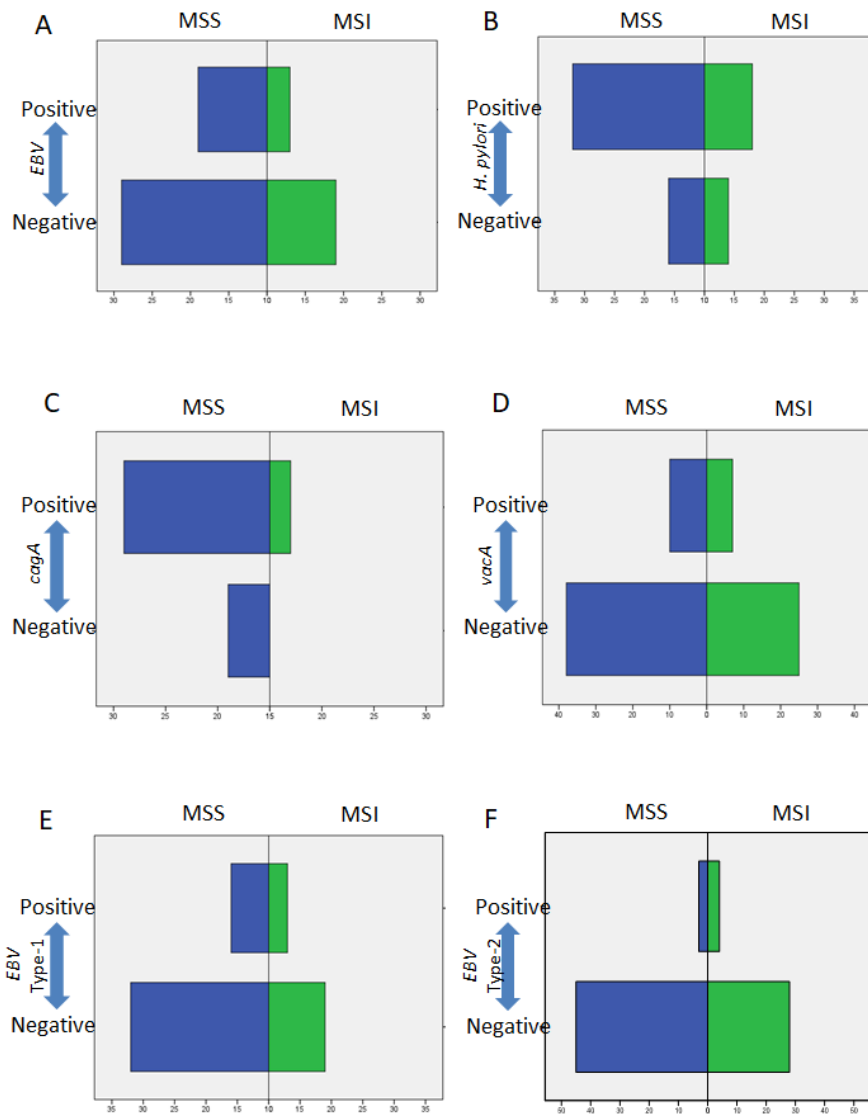 A
MSS MSI
Positive
EBV
Negative
30 25 20 15 10 15 20 25 30
B
MSS MSI
Positive
H. pylori
Negative
35 30 25 20 15 10 15 20 25 30 35
C
MSS MSI
Positive
cagA
Negative
30 25 20 15 20 25 30
D
MSS MSI
Positive
vacA
Negative
40 30 20 10 0 10 20 30 40
E
MSS MSI
Positive
EBV
Type-1
Negative
35 30 25 20 15 10 15 20 25 30 35
F
MSS MSI
Positive
EBV
Type-2
Negative
50 40 30 20 10 0 10 20 30 40 50